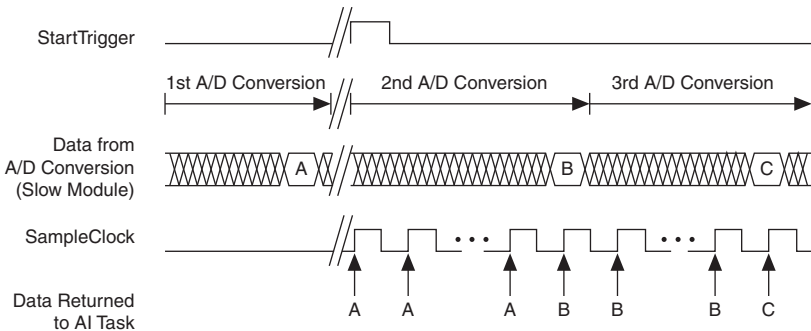 StartTrigger
1st A/D Conversion 2nd A/D Conversion 3rd A/D Conversion
Data from
A/D Conversion
(Slow Module)
A B C
SampleClock
A A A B B B C
Data Returned
to AI Task